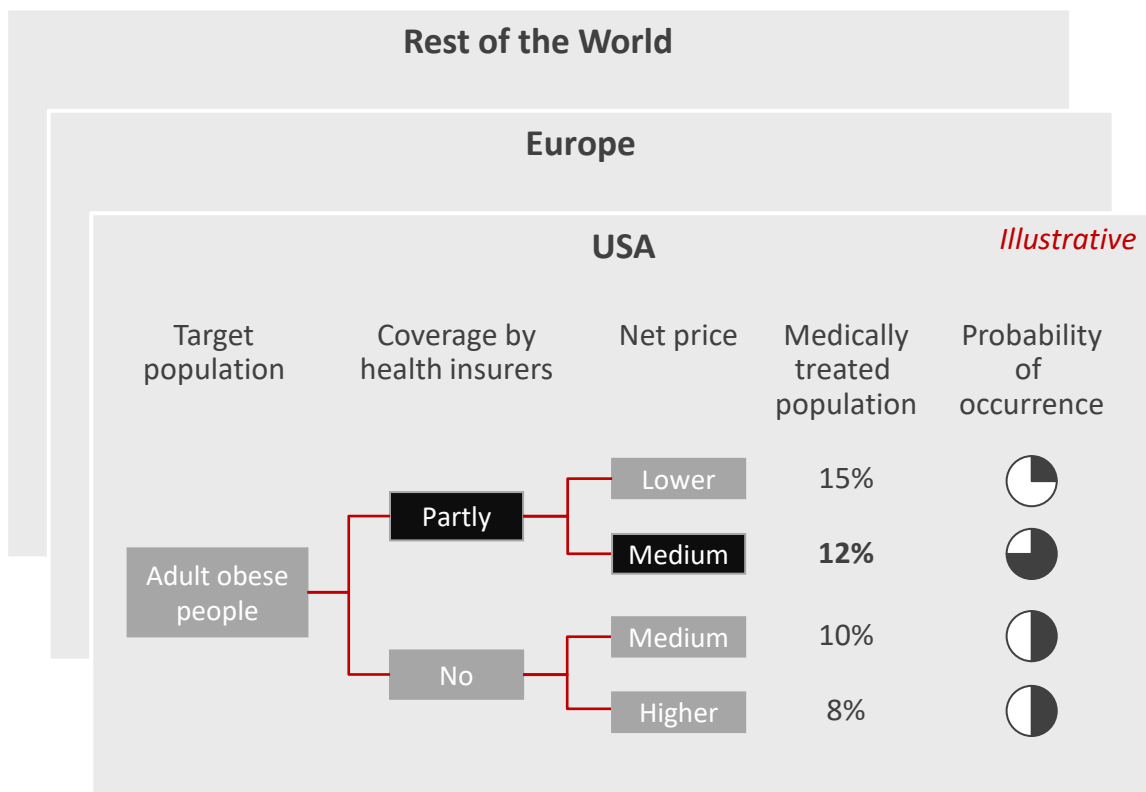 Rest of the World
Europe
USA
Illustrative
Target
population
Coverage by
health insurers
Net price
Medically
treated
population
Probability
of
occurrence
Adult obese
people
Partly
Lower
15%
Medium
12%
No
Medium
10%
Higher
8%